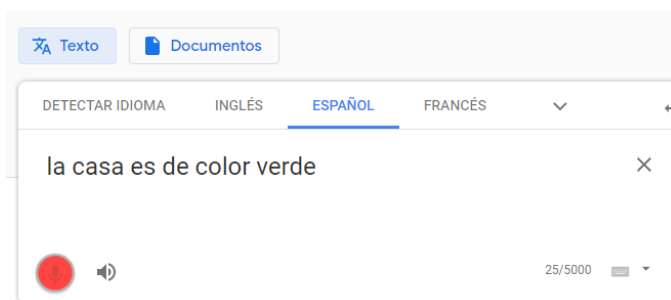 Texto Documentos
DETECTAR IDIOMA INGLÉS ESPAÑOL FRANCÉS
la casa es de color verde
25/5000